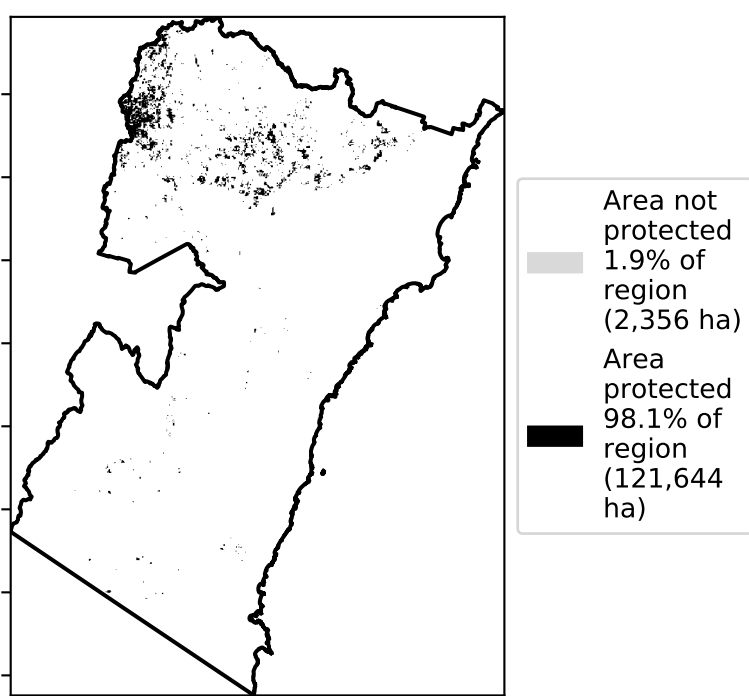 Area not
protected
1.9% of
region
(2,356 ha)
Area
protected
98.1% of
region
(121,644
ha)